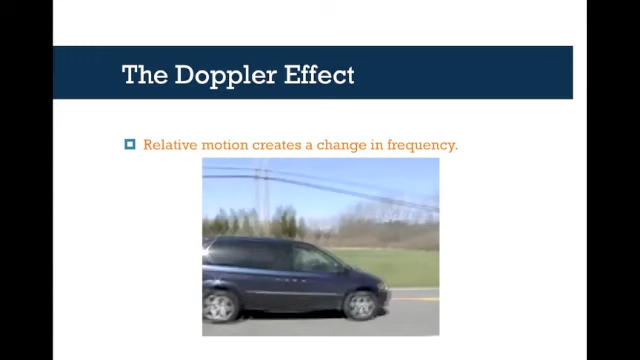 The Doppler Effect
Relative motion creates a change in frequency.